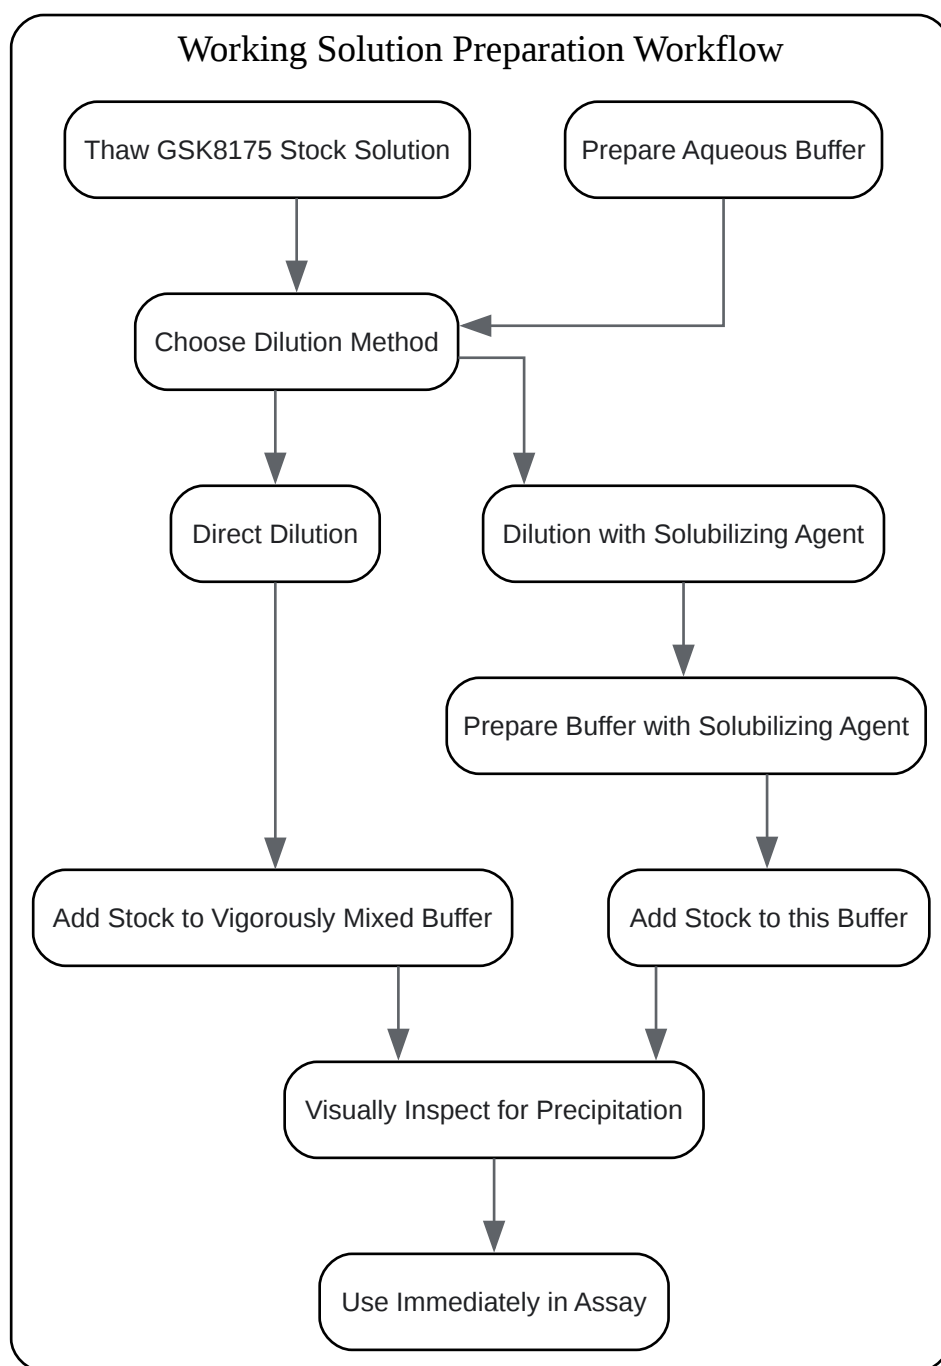 Working Solution Preparation Workflow
Thaw GSK8175 Stock Solution
Prepare Aqueous Buffer
Choose Dilution Method
Direct Dilution
Dilution with Solubilizing Agent
Prepare Buffer with Solubilizing Agent
Add Stock to Vigorously Mixed Buffer
Add Stock to this Buffer
Visually Inspect for Precipitation
Use Immediately in Assay